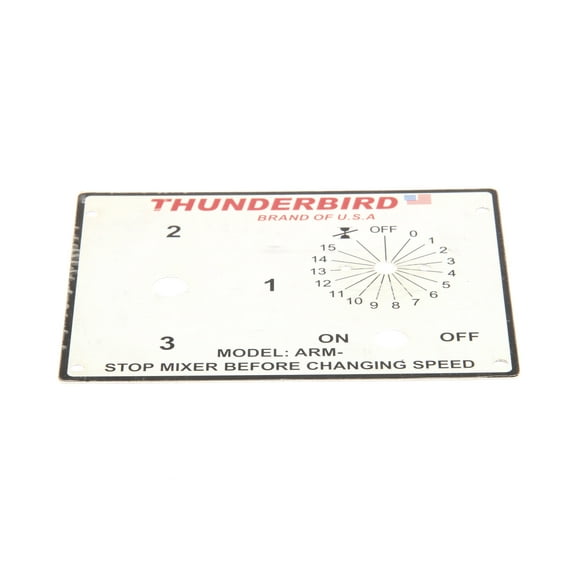 THUNDERBIRD
BRAND OF U.S.A
2
OFF
0
1
2
3
4
5
6
7
8
9
10
11
12
13
14
15
1
3
ON
OFF
MODEL: ARM-
STOP MIXER BEFORE CHANGING SPEED